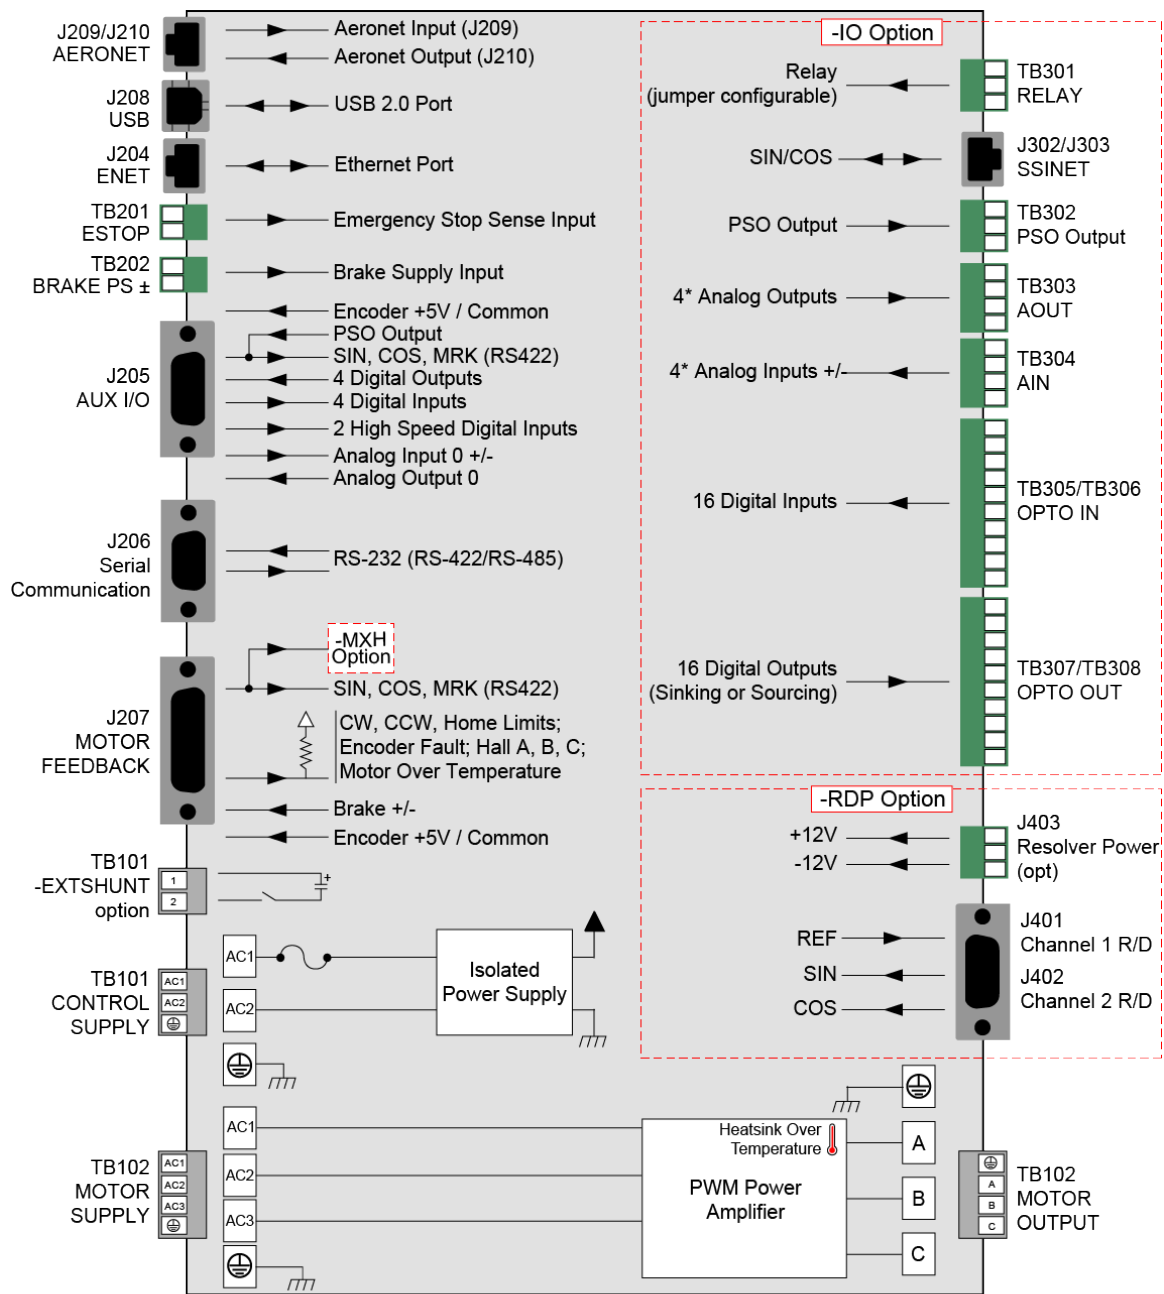 J209/J210
AERONET
Aeronet Input (J209)
Aeronet Output (J210)
J208
USB
USB 2.0 Port
J204
ENET
Ethernet Port
TB201
ESTOP
Emergency Stop Sense Input
TB202
BRAKE PS ±
Brake Supply Input
J205
AUX I/O
Encoder +5V / Common
PSO Output
SIN, COS, MRK (RS422)
4 Digital Outputs
4 Digital Inputs
2 High Speed Digital Inputs
Analog Input 0 +/-
Analog Output 0
J206
Serial
Communication
RS-232 (RS-422/RS-485)
J207
MOTOR
FEEDBACK
-MXH
Option
SIN, COS, MRK (RS422)
CW, CCW, Home Limits;
Encoder Fault; Hall A, B, C;
Motor Over Temperature
Brake +/-
Encoder +5V / Common
TB101
-EXTSHUNT
option
1
2
+
TB101
CONTROL
SUPPLY
AC1
AC2
AC1
AC2
Isolated
Power Supply
TB102
MOTOR
SUPPLY
AC1
AC2
AC3
AC1
AC2
AC3
Heatsink Over
Temperature
PWM Power
Amplifier
A
B
C
A
B
C
TB102
MOTOR
OUTPUT
-IO Option
Relay
(jumper configurable)
TB301
RELAY
SIN/COS
J302/J303
SSINET
PSO Output
TB302
PSO Output
4* Analog Outputs
TB303
AOUT
4* Analog Inputs +/-
TB304
AIN
16 Digital Inputs
TB305/TB306
OPTO IN
16 Digital Outputs
(Sinking or Sourcing)
TB307/TB308
OPTO OUT
-RDP Option
+12V
-12V
J403
Resolver Power
(opt)
REF
SIN
COS
J401
Channel 1 R/D
J402
Channel 2 R/D